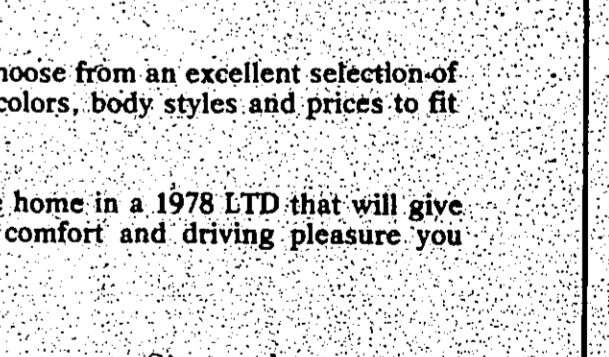 hoose from an excellent selection of
colors, body styles and prices to fit
e home in a 1978 LTD that will give
comfort and driving pleasure you